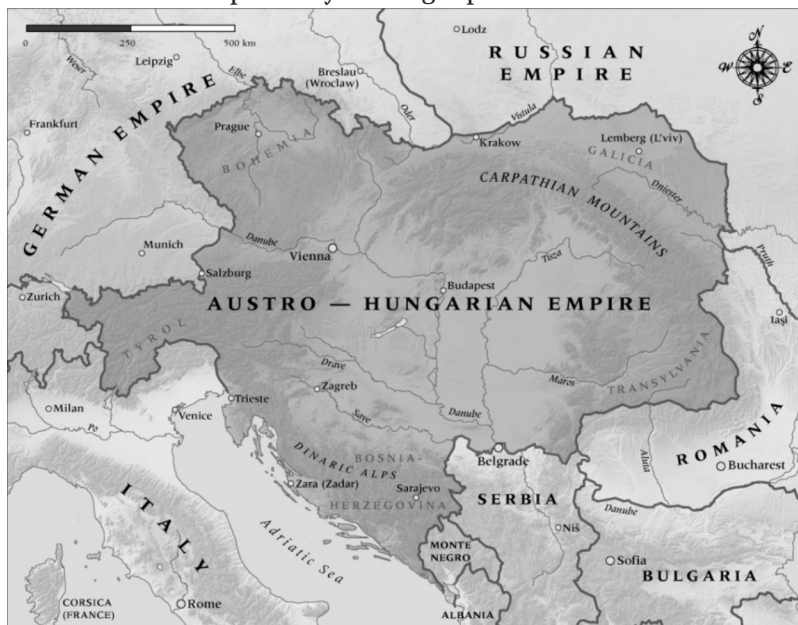 0 250 500 km
Lodz
RUSSIAN
EMPIRE
N
W E
S
Leipzig
Elbe
Weser
Breslau
(Wroclaw)
Oder
Vistula
Frankfurt
GERMAN EMPIRE
Prague
BOHEMIA
Krakow
Lemberg (L'viv)
GALICIA
Dniester
CARPATHIAN MOUNTAINS
Munich
Danube
Vienna
Tisza
Pruth
Salzburg
Budapest
Zurich
AUSTRO — HUNGARIAN EMPIRE
Iaşi
TYROL
Drave
Maros
TRANSYLVANIA
Zagreb
Milan
Venice
Trieste
Save
Danube
Po
ROMANIA
Aluta
Bucharest
Belgrade
DINARIC ALPS
BOSNIA-
HERZEGOVINA
Zara (Zadar)
Sarajevo
SERBIA
ITALY
Adriatic Sea
Niš
Danube
MONTE
NEGRO
Sofia
BULGARIA
CORSICA
(FRANCE)
Rome
ALBANIA